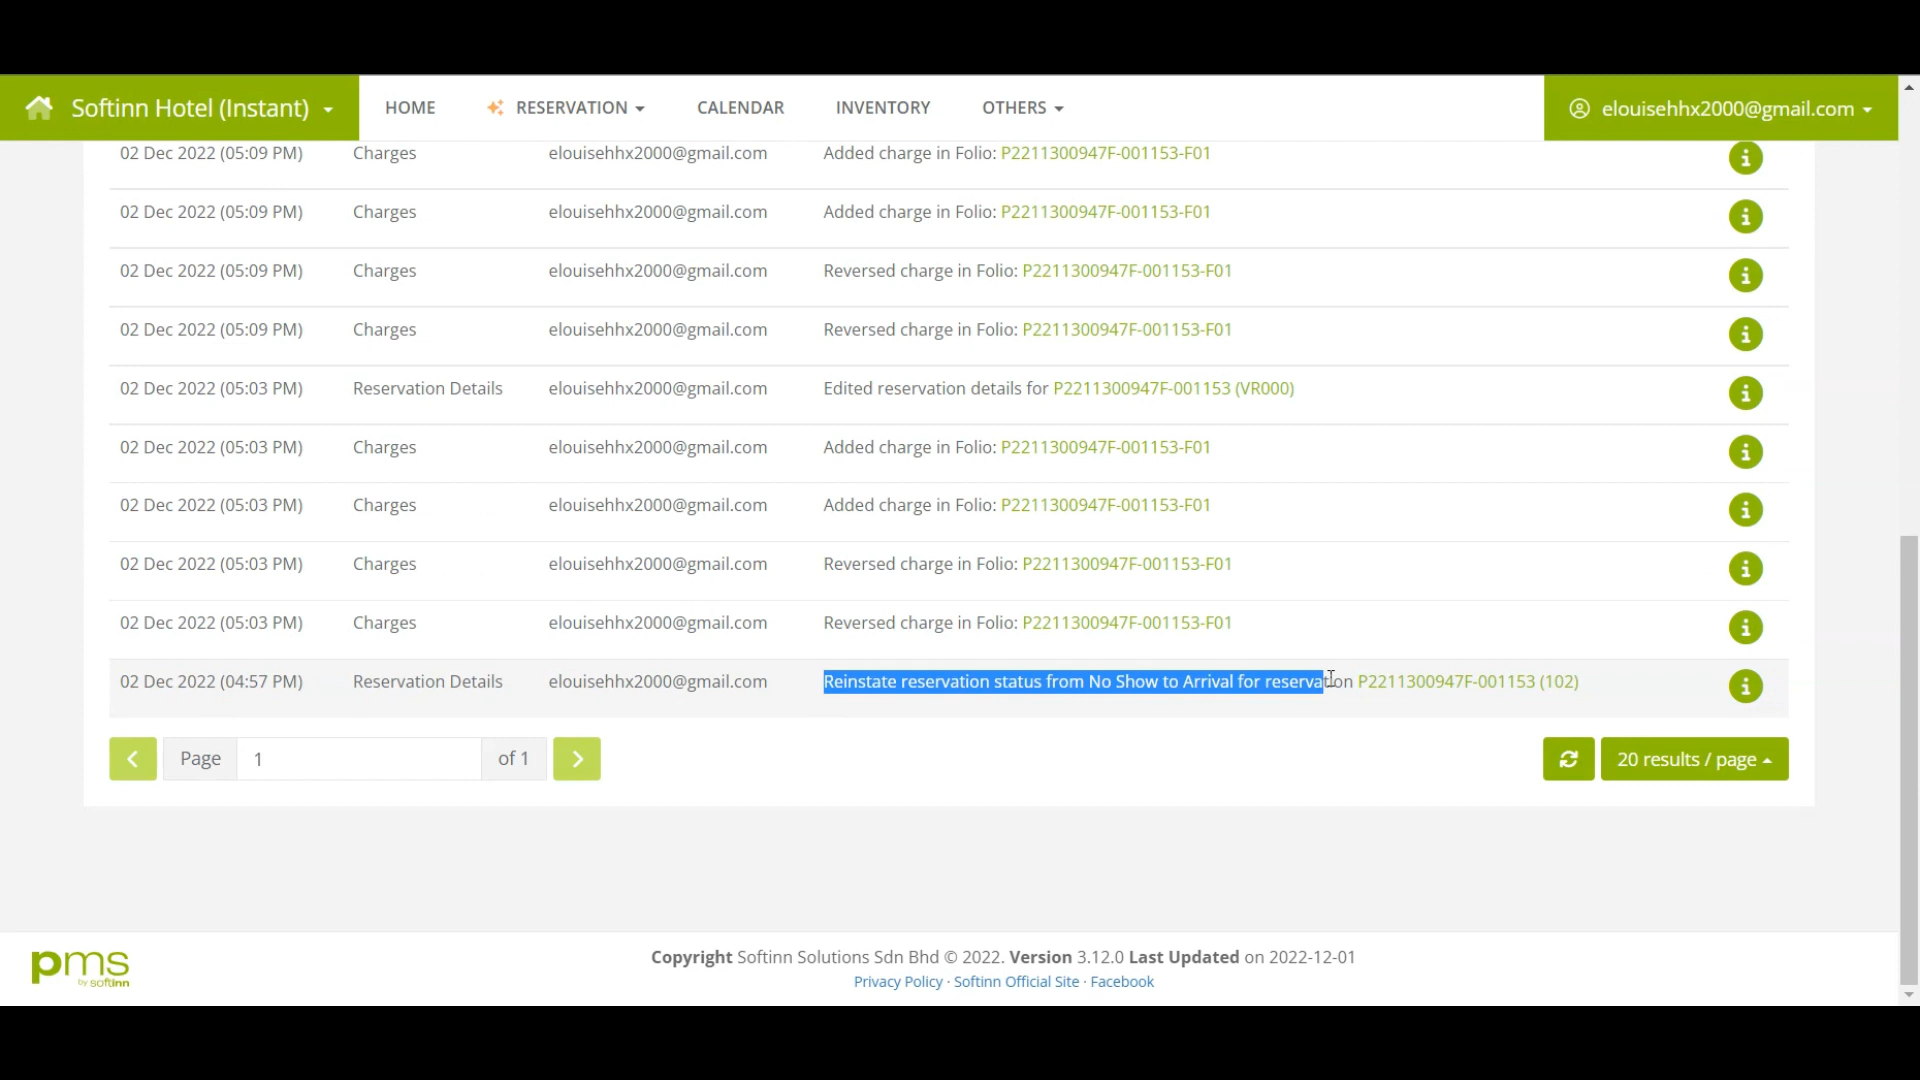 Softinn Hotel (Instant) HOME RESERVATION CALENDAR INVENTORY OTHERS elouisehhx2000@gmail.com
02 Dec 2022 (05:09 PM) Charges elouisehhx2000@gmail.com Added charge in Folio: P2211300947F-001153-F01
02 Dec 2022 (05:09 PM) Charges elouisehhx2000@gmail.com Added charge in Folio: P2211300947F-001153-F01
02 Dec 2022 (05:09 PM) Charges elouisehhx2000@gmail.com Reversed charge in Folio: P2211300947F-001153-F01
02 Dec 2022 (05:09 PM) Charges elouisehhx2000@gmail.com Reversed charge in Folio: P2211300947F-001153-F01
02 Dec 2022 (05:03 PM) Reservation Details elouisehhx2000@gmail.com Edited reservation details for P2211300947F-001153 (VR000)
02 Dec 2022 (05:03 PM) Charges elouisehhx2000@gmail.com Added charge in Folio: P2211300947F-001153-F01
02 Dec 2022 (05:03 PM) Charges elouisehhx2000@gmail.com Added charge in Folio: P2211300947F-001153-F01
02 Dec 2022 (05:03 PM) Charges elouisehhx2000@gmail.com Reversed charge in Folio: P2211300947F-001153-F01
02 Dec 2022 (05:03 PM) Charges elouisehhx2000@gmail.com Reversed charge in Folio: P2211300947F-001153-F01
02 Dec 2022 (04:57 PM) Reservation Details elouisehhx2000@gmail.com Reinstate reservation status from No Show to Arrival for reservation P2211300947F-001153 (102)
Page 1 of 1 20 results / page
Copyright Softinn Solutions Sdn Bhd © 2022. Version 3.12.0 Last Updated on 2022-12-01
Privacy Policy · Softinn Official Site · Facebook
pms
by softinn